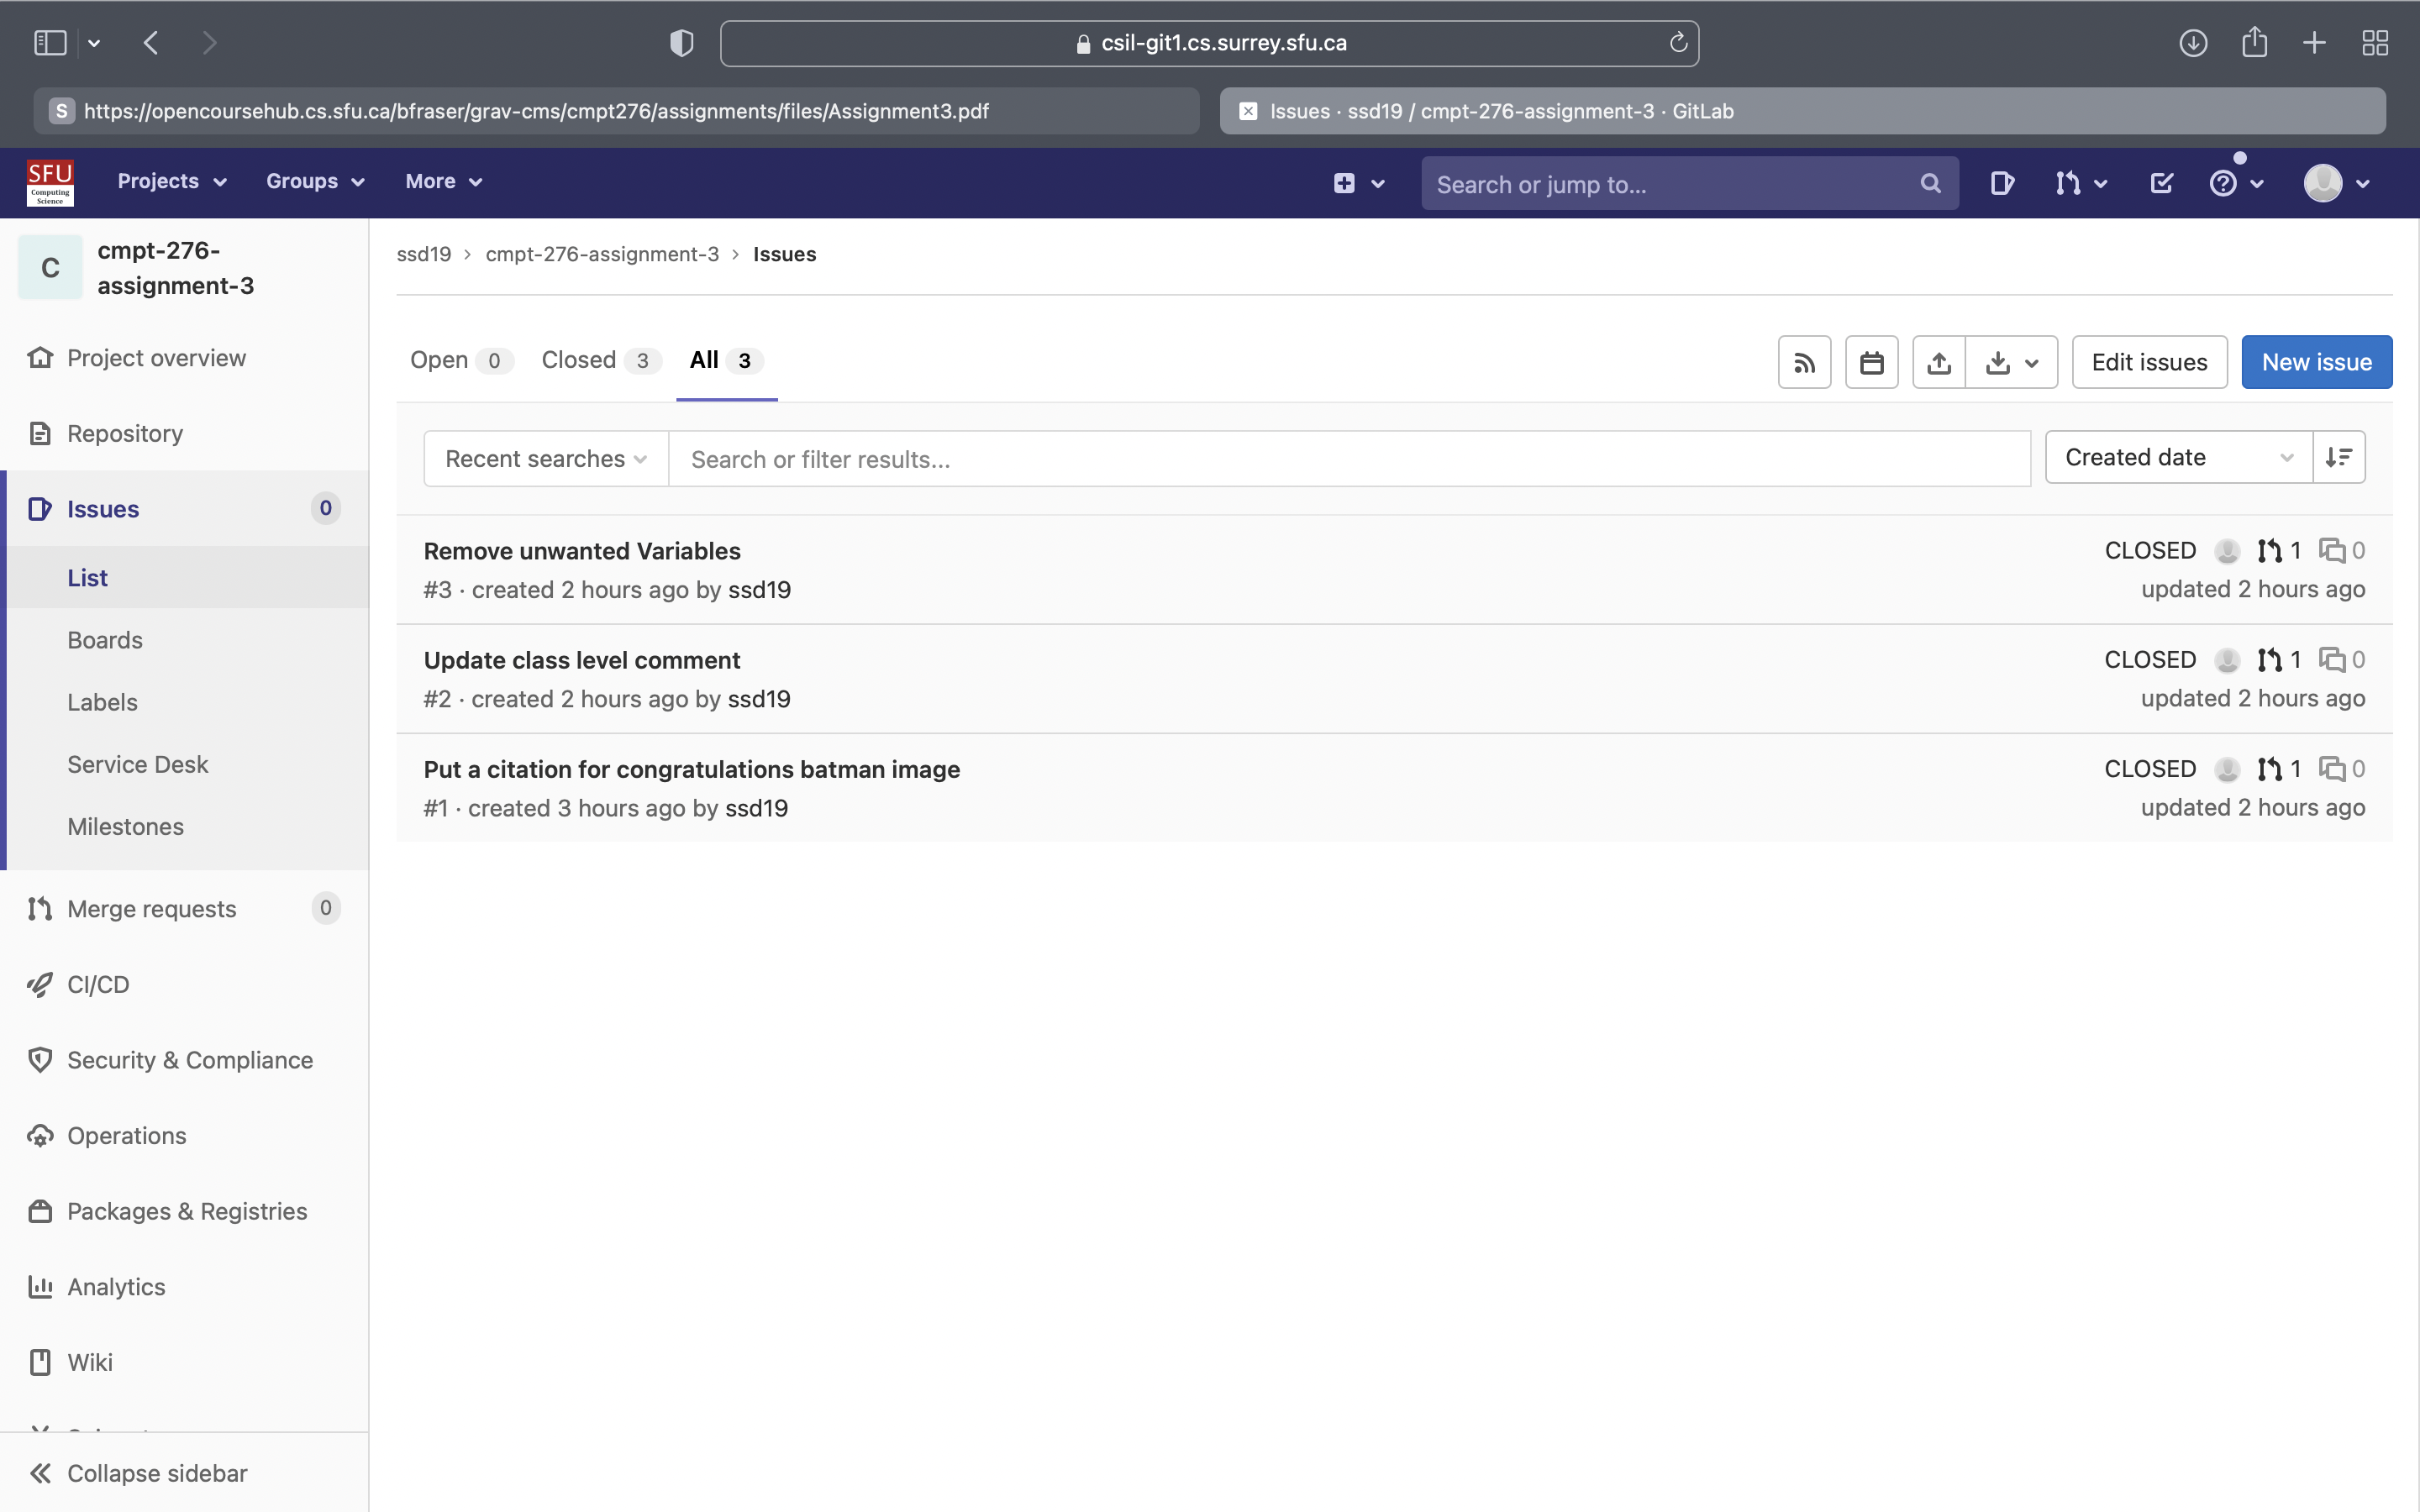 csil-git1.cs.surrey.sfu.ca
S https://opencoursehub.cs.sfu.ca/bfraser/grav-cms/cmpt276/assignments/files/Assignment3.pdf
Issues · ssd19 / cmpt-276-assignment-3 · GitLab
SFU
Computing
Science
Projects
Groups
More
Search or jump to...
C
cmpt-276-
assignment-3
Project overview
Repository
Issues 0
List
Boards
Labels
Service Desk
Milestones
Merge requests 0
CI/CD
Security & Compliance
Operations
Packages & Registries
Analytics
Wiki
Collapse sidebar
ssd19 > cmpt-276-assignment-3 > Issues
Open 0 Closed 3 All 3
Edit issues
New issue
Recent searches
Search or filter results...
Created date
Remove unwanted Variables
#3 · created 2 hours ago by ssd19
CLOSED 1 0
updated 2 hours ago
Update class level comment
#2 · created 2 hours ago by ssd19
CLOSED 1 0
updated 2 hours ago
Put a citation for congratulations batman image
#1 · created 3 hours ago by ssd19
CLOSED 1 0
updated 2 hours ago